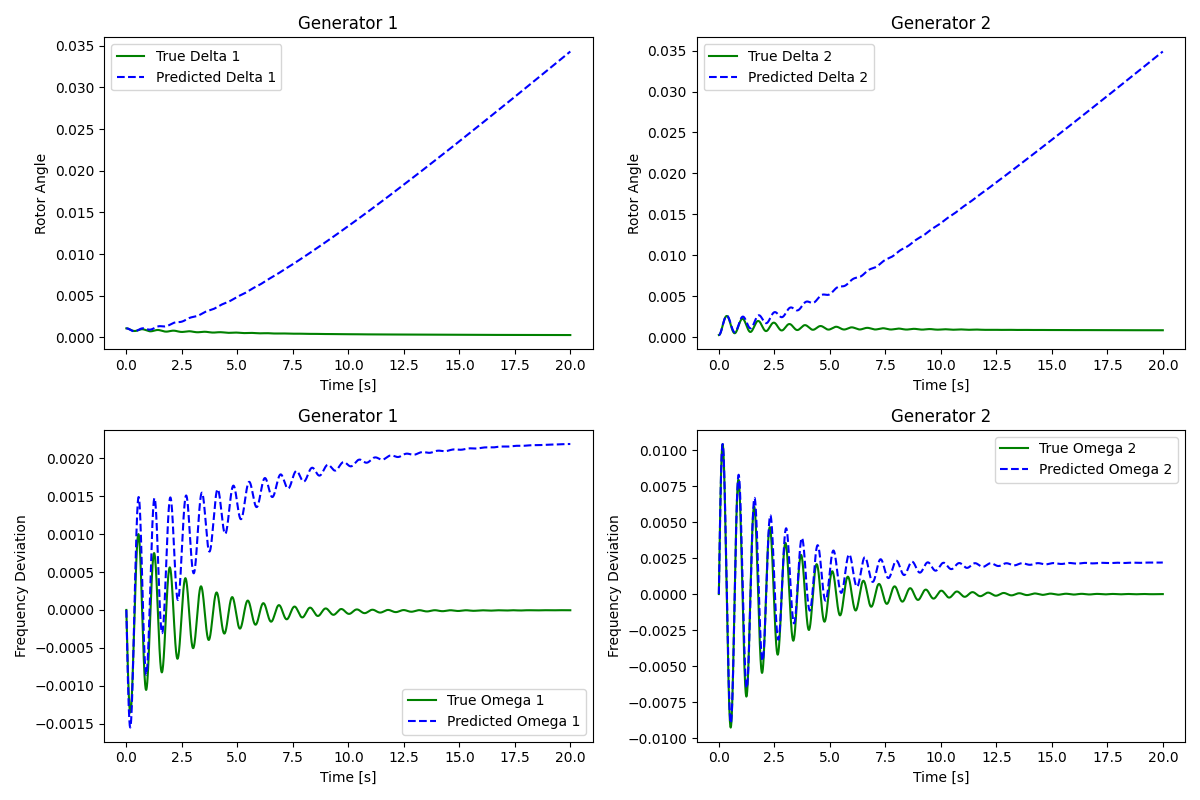 Generator 1
0.035
0.030
0.025
0.020
0.015
0.010
0.005
0.000
Rotor Angle
True Delta 1
Predicted Delta 1
0.0 2.5 5.0 7.5 10.0 12.5 15.0 17.5 20.0
Time [s]
Generator 2
0.035
0.030
0.025
0.020
0.015
0.010
0.005
0.000
Rotor Angle
True Delta 2
Predicted Delta 2
0.0 2.5 5.0 7.5 10.0 12.5 15.0 17.5 20.0
Time [s]
Generator 1
0.0020
0.0015
0.0010
0.0005
0.0000
−0.0005
−0.0010
−0.0015
Frequency Deviation
True Omega 1
Predicted Omega 1
0.0 2.5 5.0 7.5 10.0 12.5 15.0 17.5 20.0
Time [s]
Generator 2
0.0100
0.0075
0.0050
0.0025
0.0000
−0.0025
−0.0050
−0.0075
−0.0100
Frequency Deviation
True Omega 2
Predicted Omega 2
0.0 2.5 5.0 7.5 10.0 12.5 15.0 17.5 20.0
Time [s]